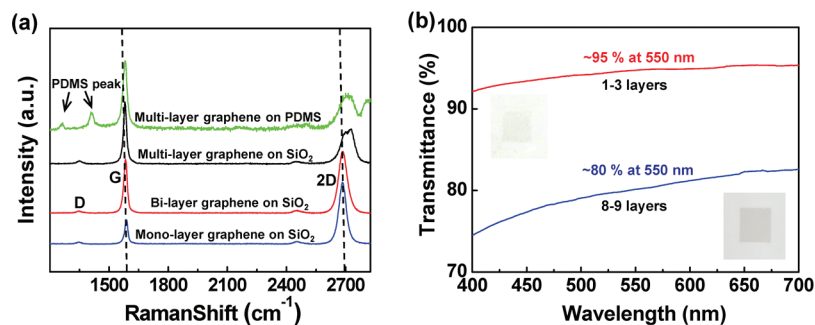 (a)
PDMS peak
Multi-layer graphene on PDMS
Multi-layer graphene on SiO₂
G
2D
D
Bi-layer graphene on SiO₂
Mono-layer graphene on SiO₂
Intensity (a.u.)
1500 1800 2100 2400 2700
RamanShift (cm⁻¹)
(b)
100
90
80
70
Transmittance (%)
~95 % at 550 nm
1-3 layers
~80 % at 550 nm
8-9 layers
400 450 500 550 600 650 700
Wavelength (nm)